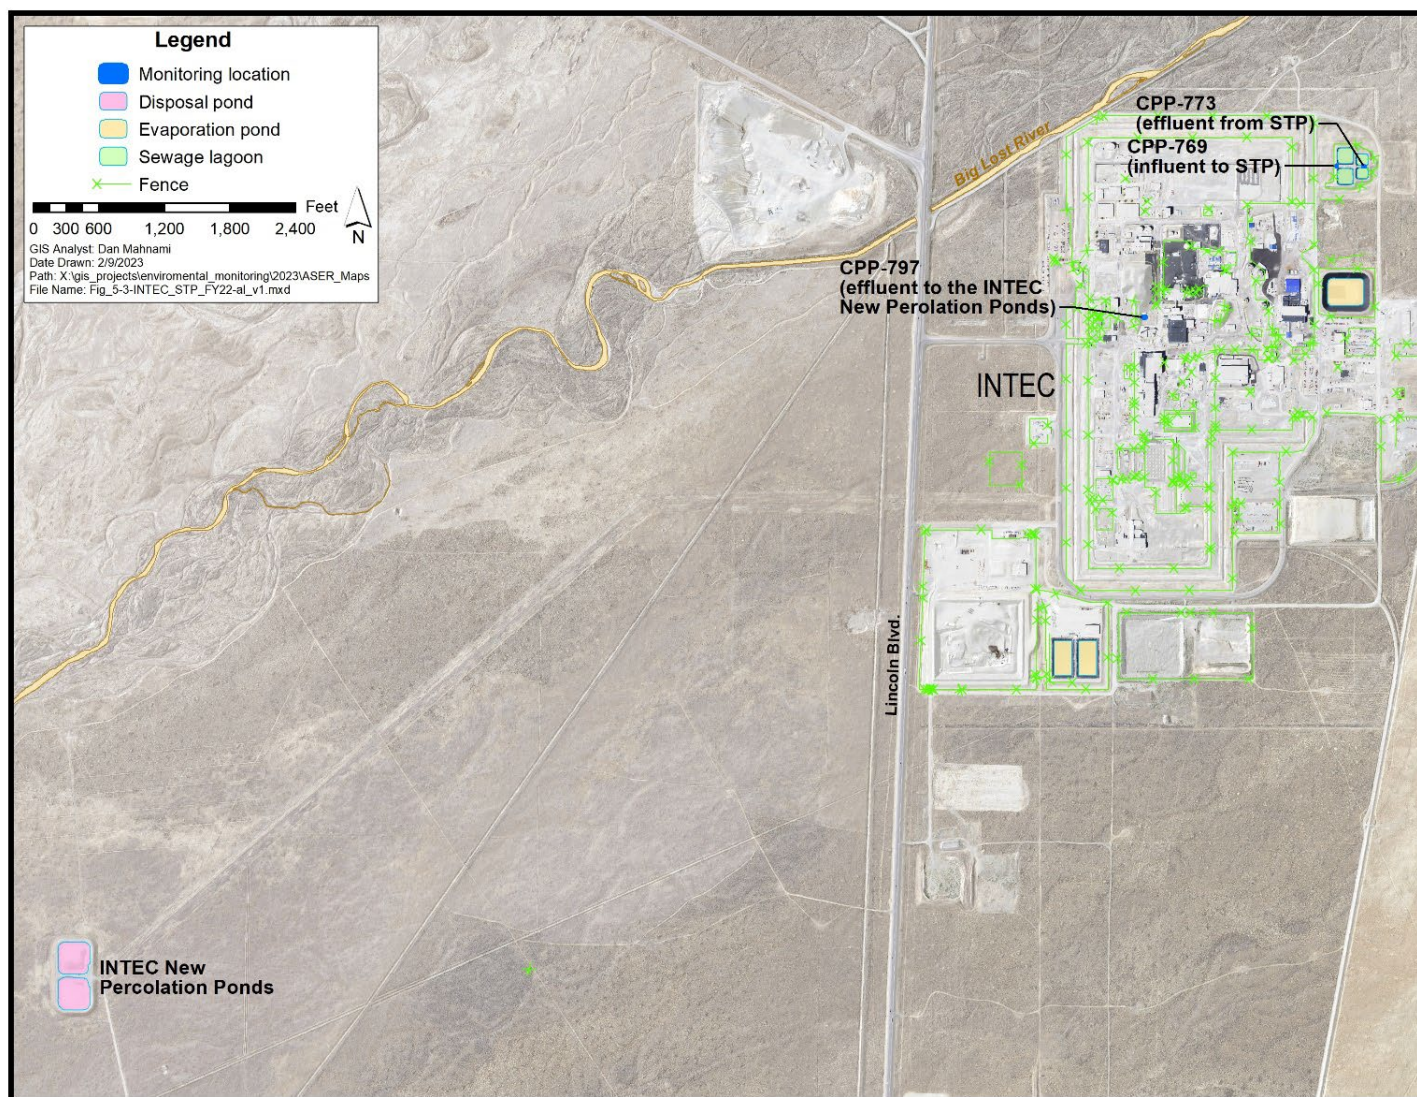 Legend
Monitoring location
Disposal pond
Evaporation pond
Sewage lagoon
Fence
Feet
0 300 600 1,200 1,800 2,400
N
GIS Analyst: Dan Mahnami
Date Drawn: 2/9/2023
Path: X:\gis_projects\enviromental_monitoring\2023\ASER_Maps
File Name: Fig_5-3-INTEC_STP_FY22-al_v1.mxd
Big Lost River
CPP-773
(effluent from STP)
CPP-769
(influent to STP)
CPP-797
(effluent to the INTEC
New Perolation Ponds)
INTEC
Lincoln Blvd.
INTEC New
Percolation Ponds